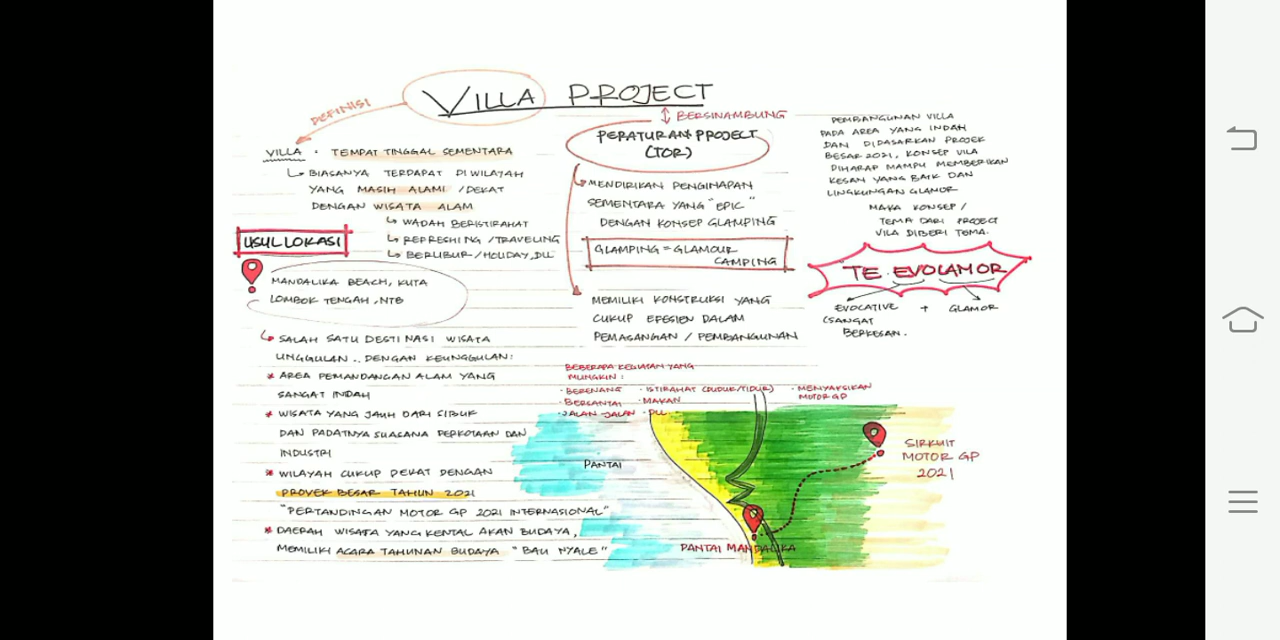 VILLA PROJECT
DEFINISI
VILLA : TEMPAT TINGGAL SEMENTARA
BIASANYA TERDAPAT DI WILAYAH
YANG MASIH ALAMI / DEKAT
DENGAN WISATA ALAM
WADAH BERISTIRAHAT
REFRESHING / TRAVELING
BERLIBUR / HOLIDAY, DLL
USUL LOKASI
MANDALIKA BEACH, KUTA
LOMBOK TENGAH, NTB
SALAH SATU DESTINASI WISATA
UNGGULAN.. DENGAN KEUNGGULAN:
* AREA PEMANDANGAN ALAM YANG
SANGAT INDAH
* WISATA YANG JAUH DARI SIBUK
DAN PADATNYA SUASANA PERKOTAAN DAN
INDUSTRI
* WILAYAH CUKUP DEKAT DENGAN
PROYEK BESAR TAHUN 2021
"PERTANDINGAN MOTOR GP 2021 INTERNASIONAL"
* DAERAH WISATA YANG KENTAL AKAN BUDAYA,
MEMILIKI ACARA TAHUNAN BUDAYA "BAU NYALE"
BERSINAMBUNG
PERATURAN PROJECT
(TOR)
MENDIRIKAN PENGINAPAN
SEMENTARA YANG "EPIC"
DENGAN KONSEP GLAMPING
GLAMPING = GLAMOUR
CAMPING
MEMILIKI KONSTRUKSI YANG
CUKUP EFESIEN DALAM
PEMASANGAN / PEMBANGUNAN
PEMBANGUNAN VILLA
PADA AREA YANG INDAH
DAN DIDASARKAN PROJEK
BESAR 2021, KONSEP VILA
DIHARAP MAMPU MEMBERIKAN
KESAN YANG BAIK DAN
LINGKUNGAN GLAMOR
MAKA KONSEP /
TEMA DARI PROJECT
VILA DIBERI TEMA.
TE. EVOLAMOR
EVOCATIVE + GLAMOR
(SANGAT
BERKESAN.
BEBERAPA KEGIATAN YANG
MUNGKIN :
· BERENANG · ISTIRAHAT (DUDUK/TIDUR) · MENYAKSIKAN
MOTOR GP
· BERSANTAI · MAKAN
· JALAN-JALAN · DLL
PANTAI
SIRKUIT
MOTOR GP
2021
PANTAI MANDALIKA